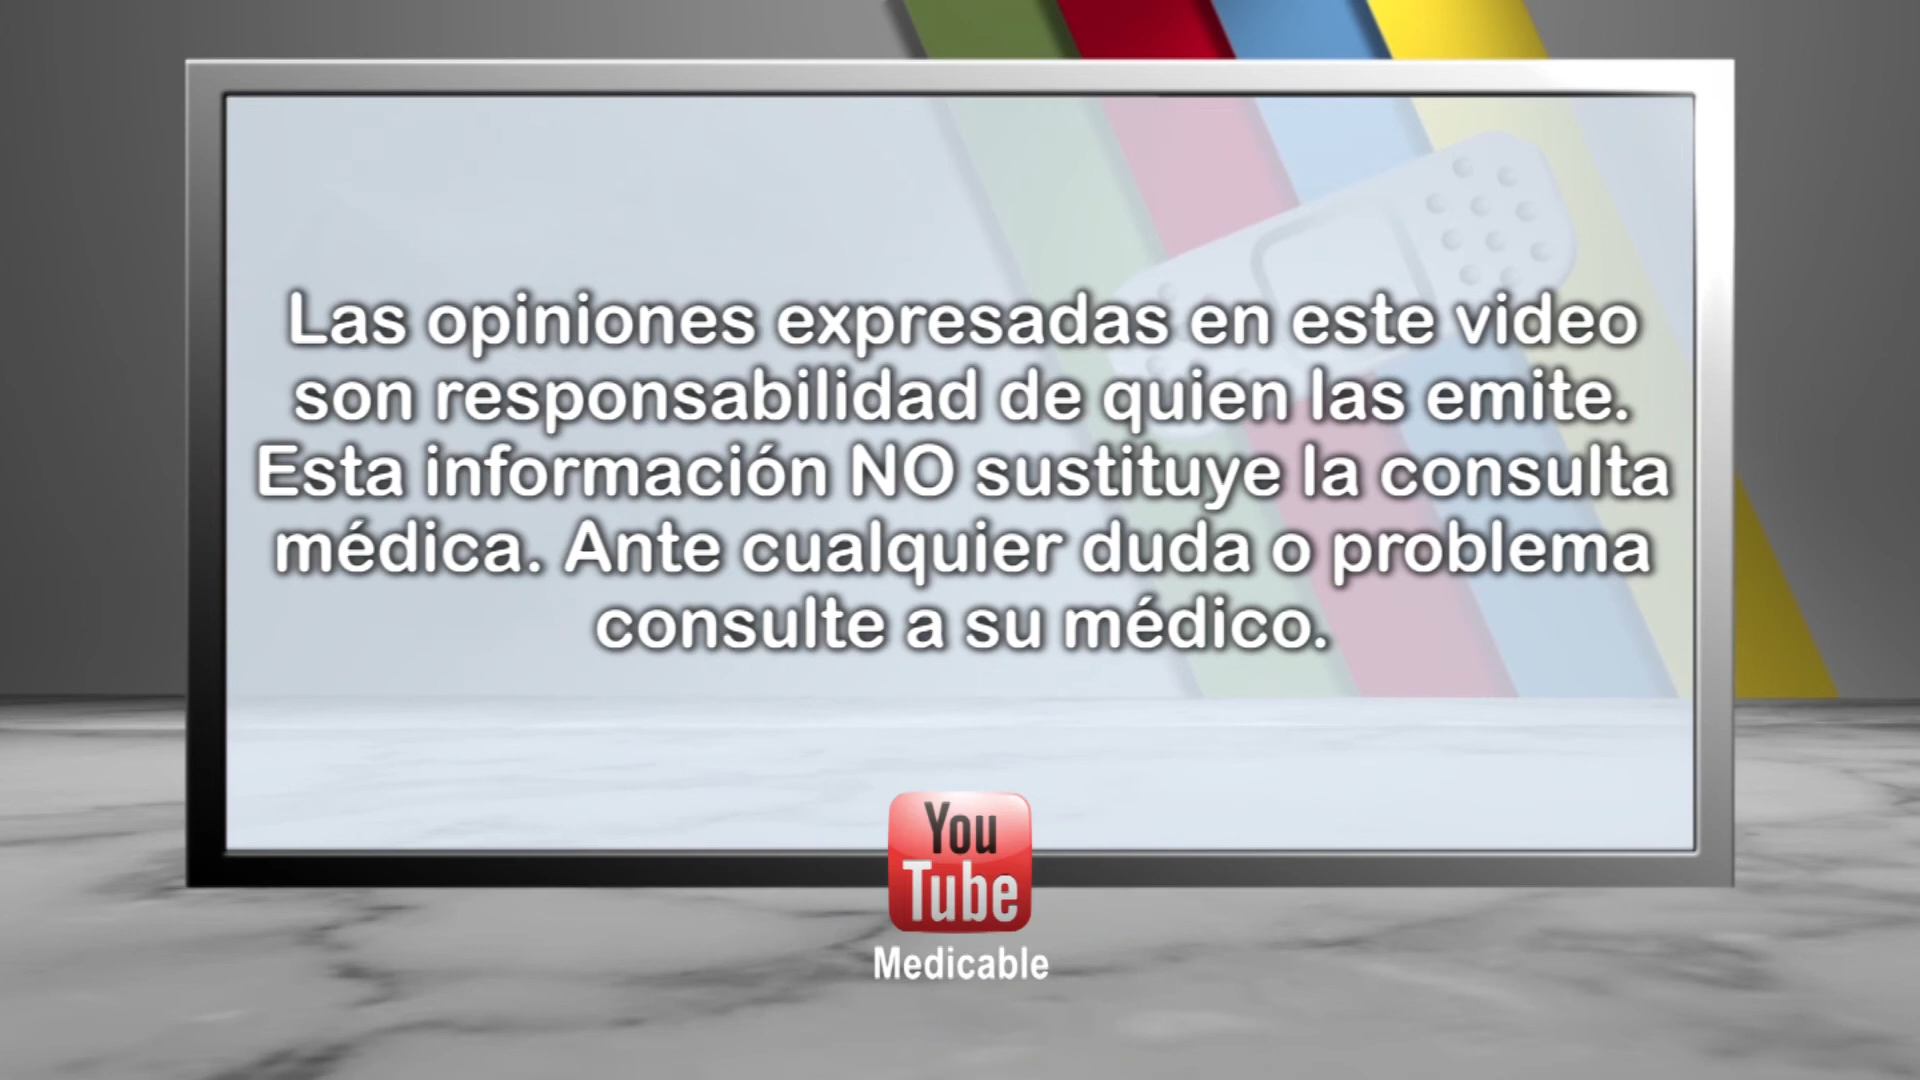 Las opiniones expresadas en este video
son responsabilidad de quien las emite.
Esta información NO sustituye la consulta
médica. Ante cualquier duda o problema
consulte a su médico.
You
Tube
Medicable